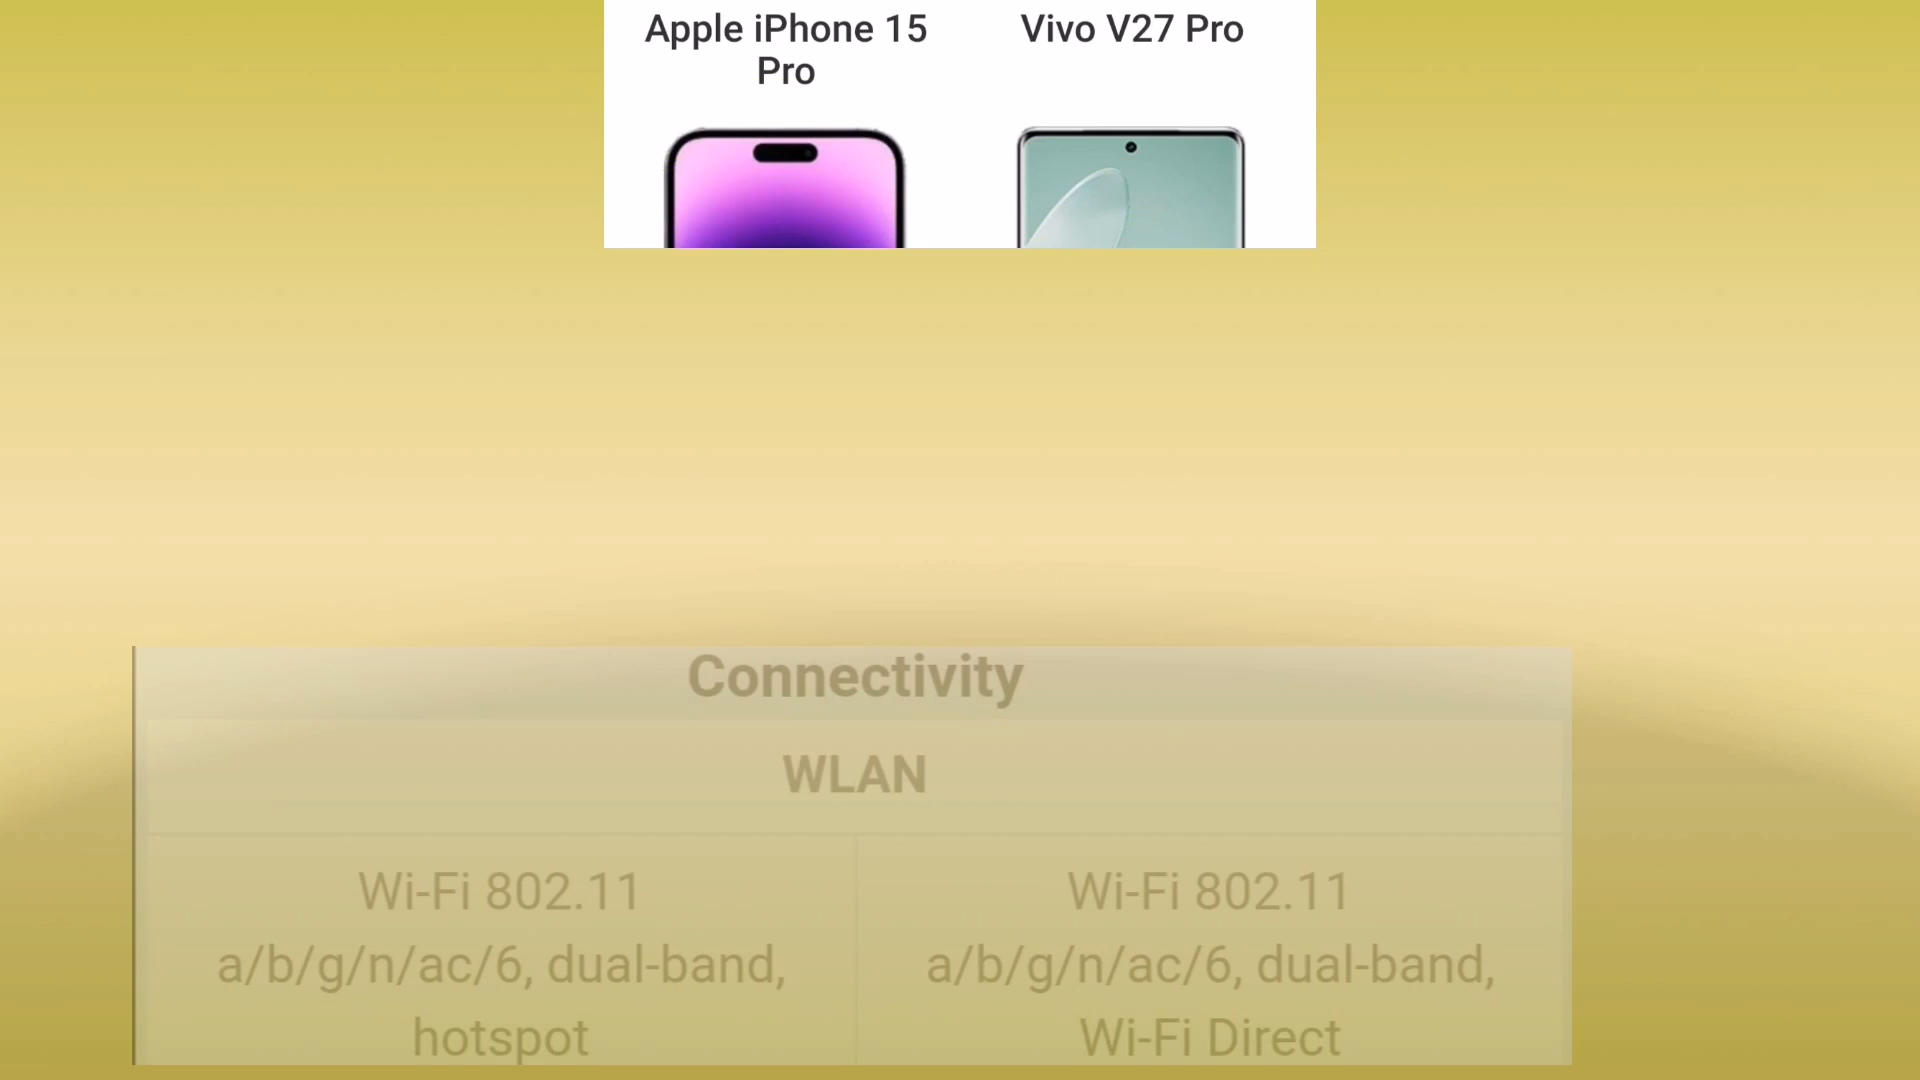 Apple iPhone 15
Pro
Vivo V27 Pro
Connectivity
WLAN
Wi-Fi 802.11
a/b/g/n/ac/6, dual-band,
hotspot
Wi-Fi 802.11
a/b/g/n/ac/6, dual-band,
Wi-Fi Direct